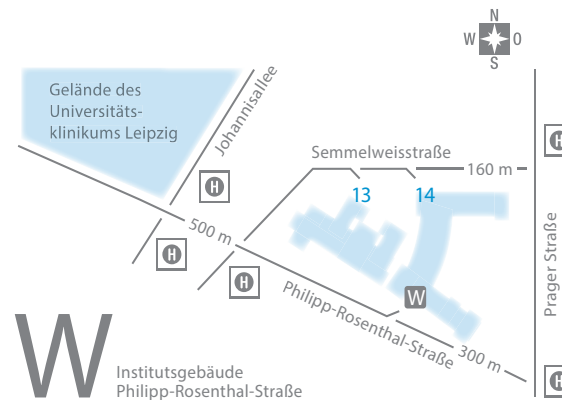 N
W O
S
Gelände des
Universitäts-
klinikums Leipzig
Johannisallee
Semmelweisstraße
160 m
13
14
H
H
H
H
H
500 m
Prager Straße
W
Philipp-Rosenthal-Straße
300 m
W
Institutsgebäude
Philipp-Rosenthal-Straße